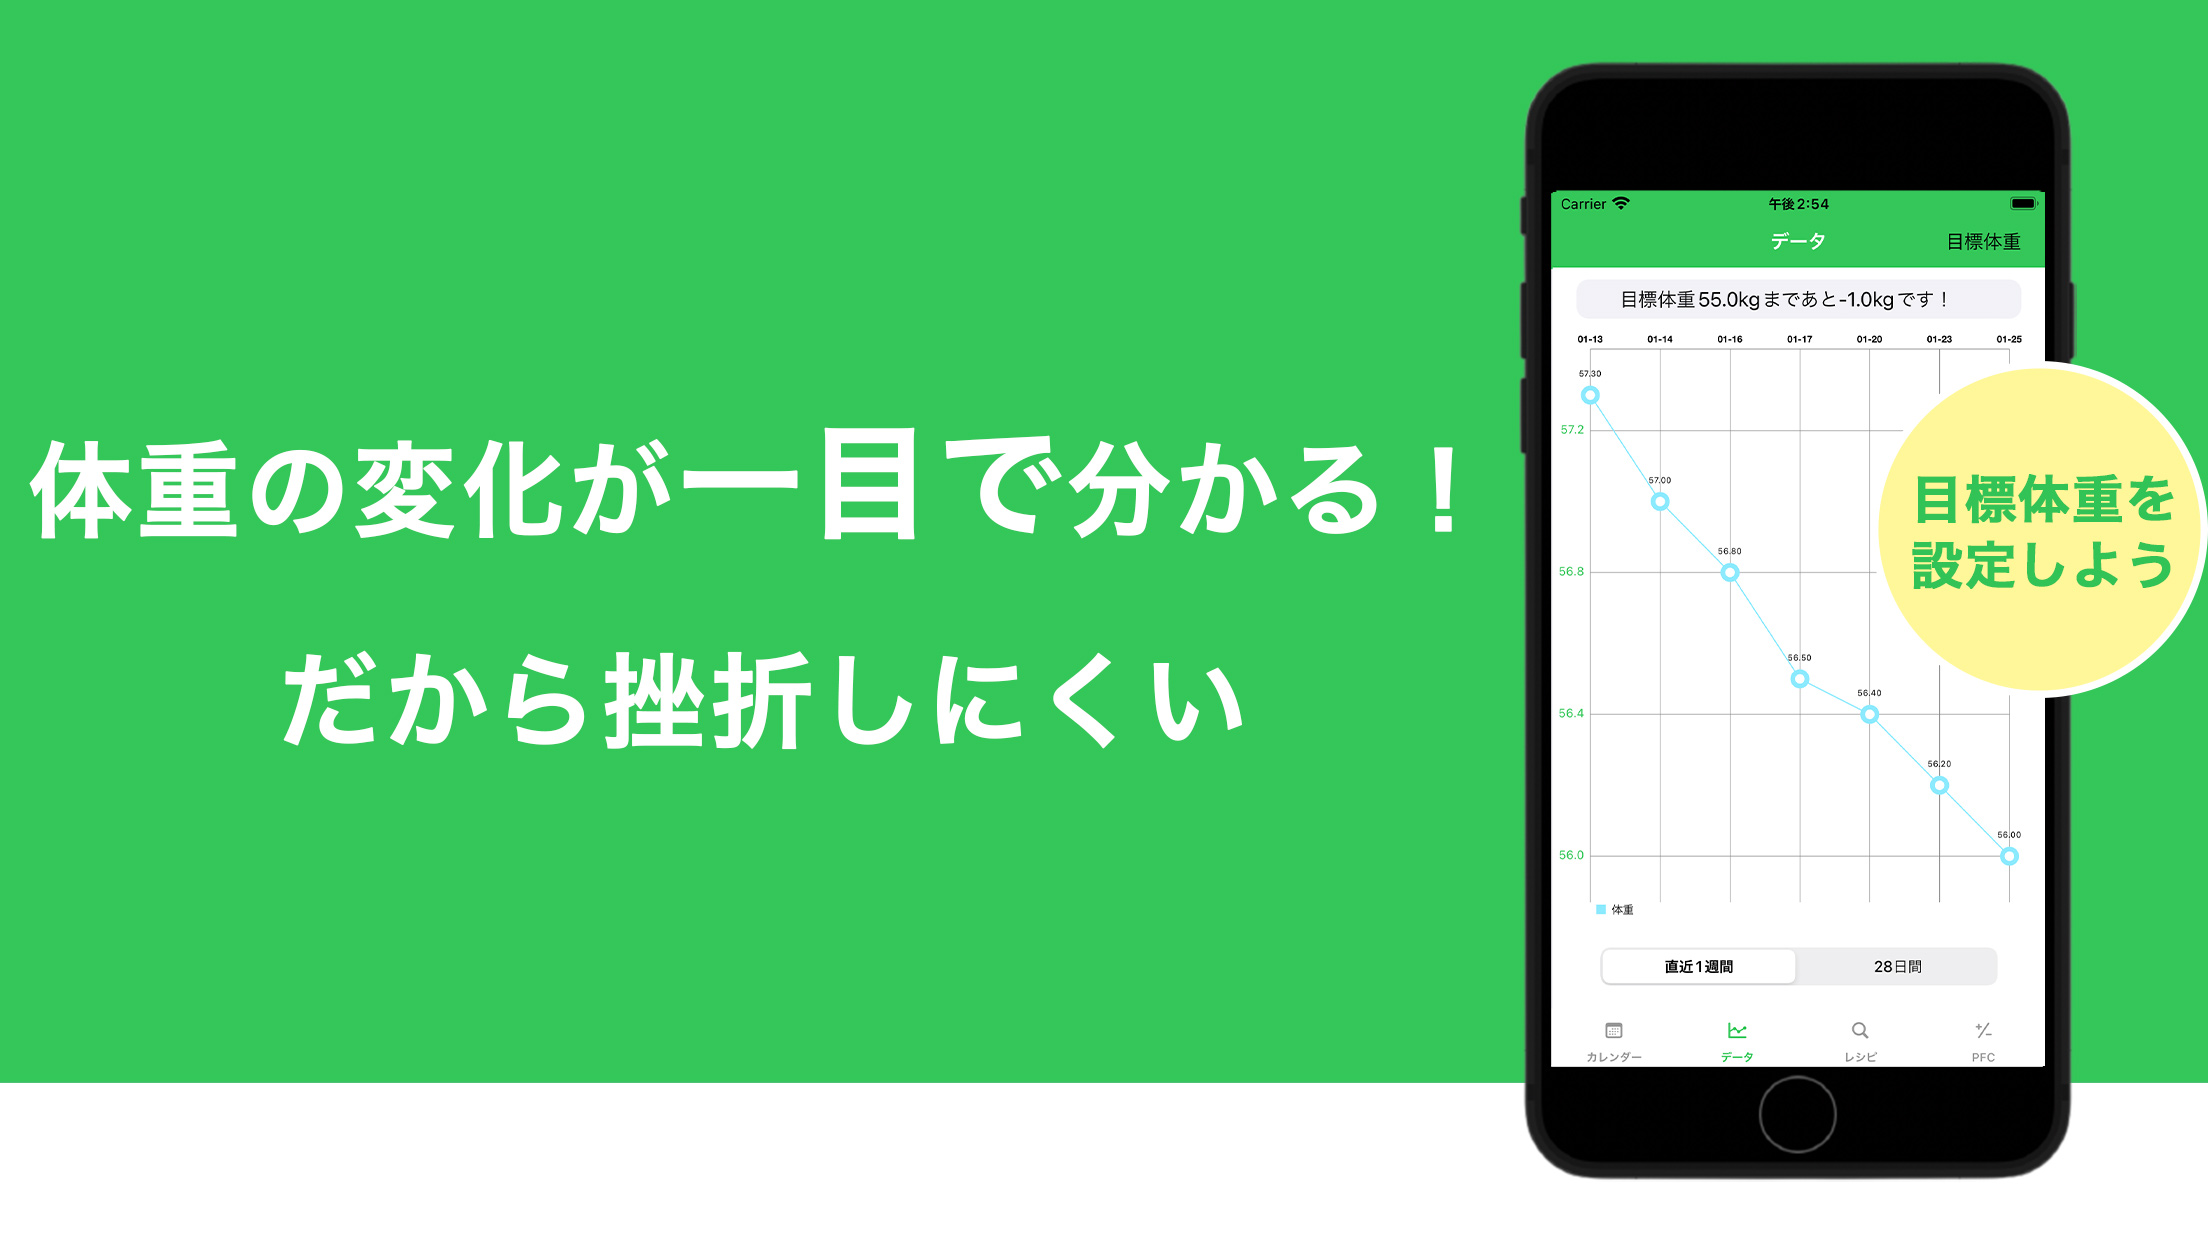 体重の変化が一目で分かる！
だから挫折しにくい
Carrier 午後2:54
データ 目標体重
目標体重55.0kgまであと-1.0kgです！
01-13 01-14 01-16 01-17 01-20 01-23 01-25
57.30
57.2
57.00
56.80
56.8
56.50
56.40
56.4
56.20
56.00
56.0
体重
目標体重を
設定しよう
直近1週間 28日間
カレンダー データ レシピ PFC